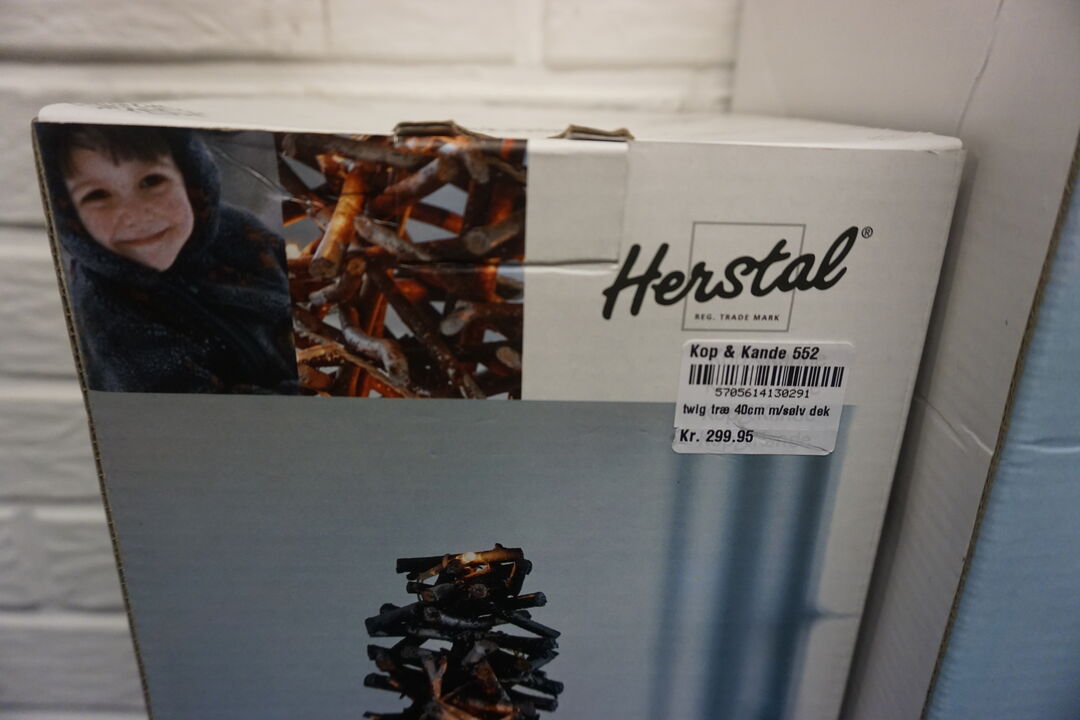 Herstal®
REG. TRADE MARK
Kop & Kande 552
5705614130291
twig træ 40cm m/sølv dek
Kr. 299.95